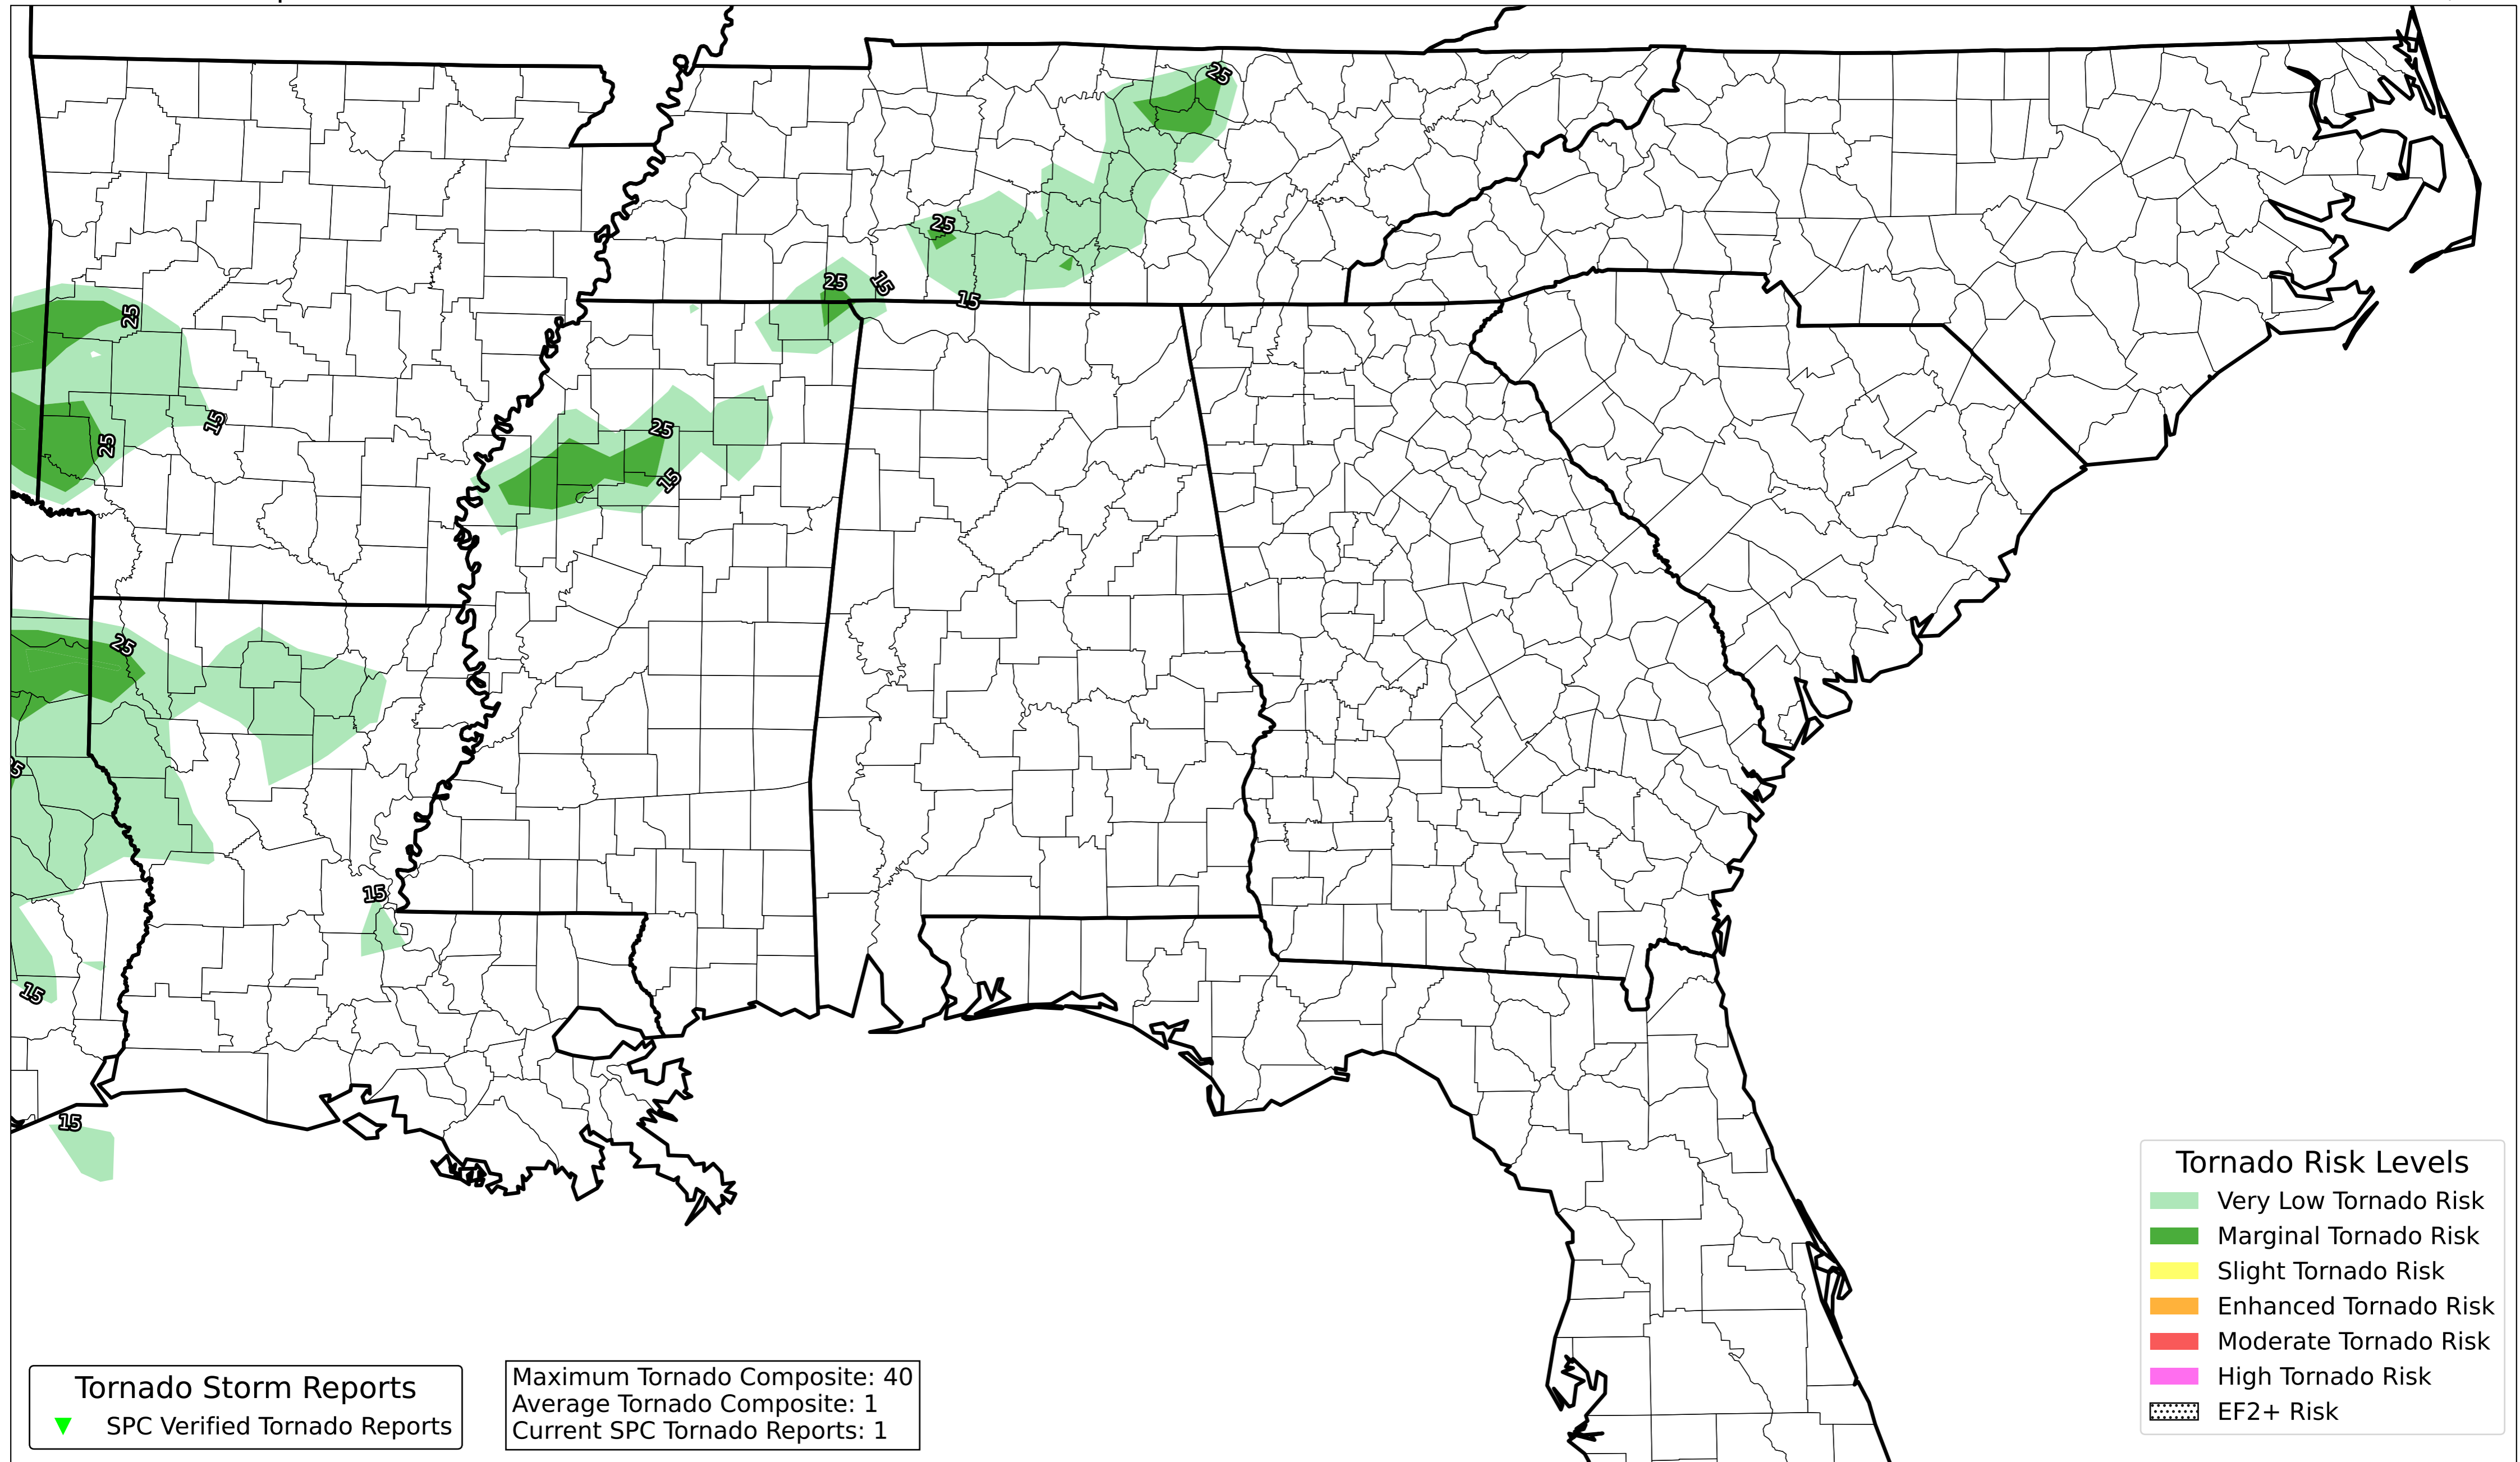 25
25
25
15
15
25
25
15
25
15
25
15
15
15
Tornado Risk Levels
Very Low Tornado Risk
Marginal Tornado Risk
Slight Tornado Risk
Enhanced Tornado Risk
Moderate Tornado Risk
High Tornado Risk
EF2+ Risk
Tornado Storm Reports
SPC Verified Tornado Reports
Maximum Tornado Composite: 40
Average Tornado Composite: 1
Current SPC Tornado Reports: 1